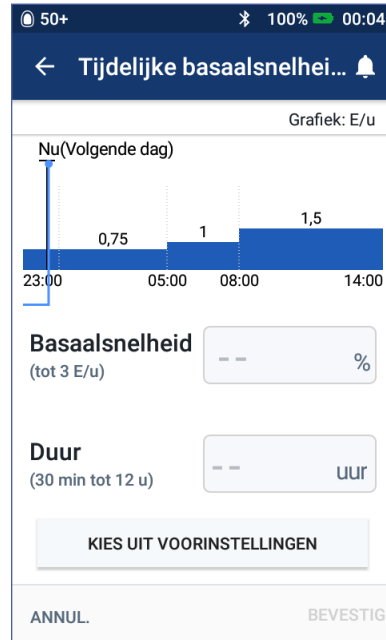 50+ 100% 00:04
Tijdelijke basaalsnelhei...
Grafiek: E/u
Nu(Volgende dag)
0,75 1 1,5
23:00 05:00 08:00 14:00
Basaalsnelheid
(tot 3 E/u)
-- %
Duur
(30 min tot 12 u)
-- uur
KIES UIT VOORINSTELLINGEN
ANNUL. BEVESTIG